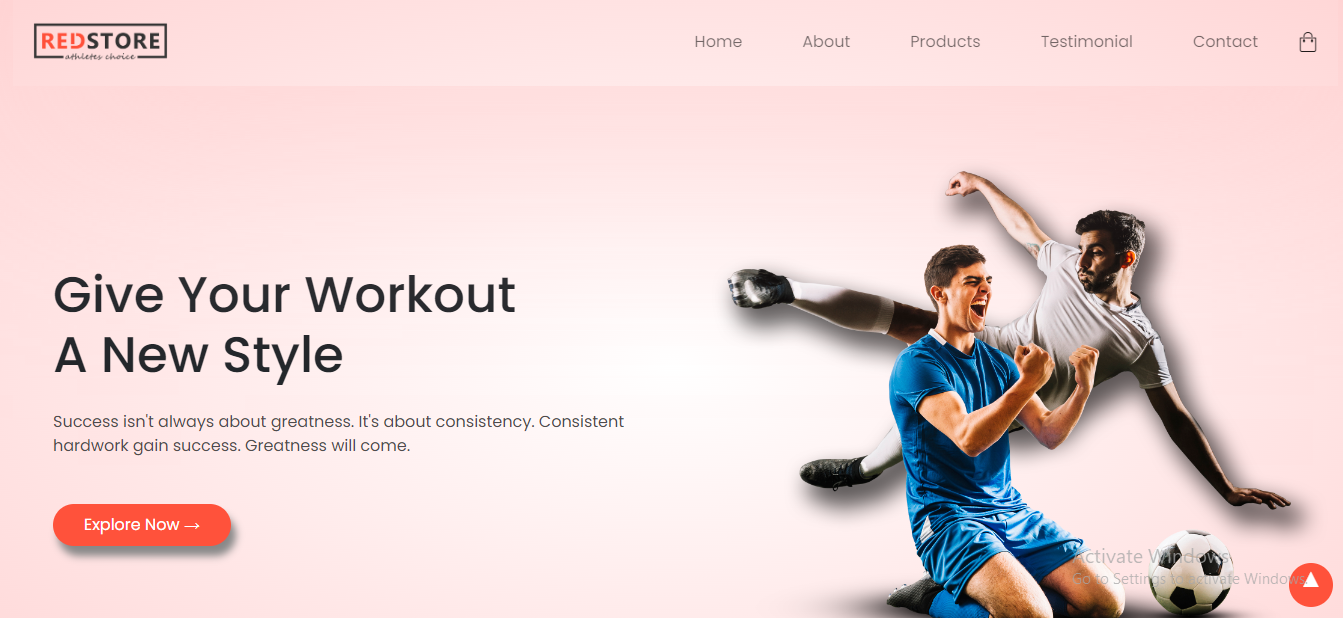 REDSTORE
athletes choice
Home About Products Testimonial Contact
Give Your Workout
A New Style
Success isn't always about greatness. It's about consistency. Consistent
hardwork gain success. Greatness will come.
Explore Now →
Activate Windows
Go to Settings to activate Windows.